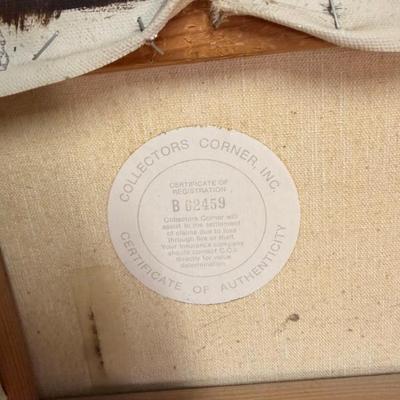 COLLECTORS CORNER, INC.
CERTIFICATE OF
REGISTRATION
B 62459
Collectors Corner will
assist in the settlement
of claims due to loss
through fire or theft.
Your insurance company
should contact C.C.I.
directly for value
determination.
CERTIFICATE OF AUTHENTICITY